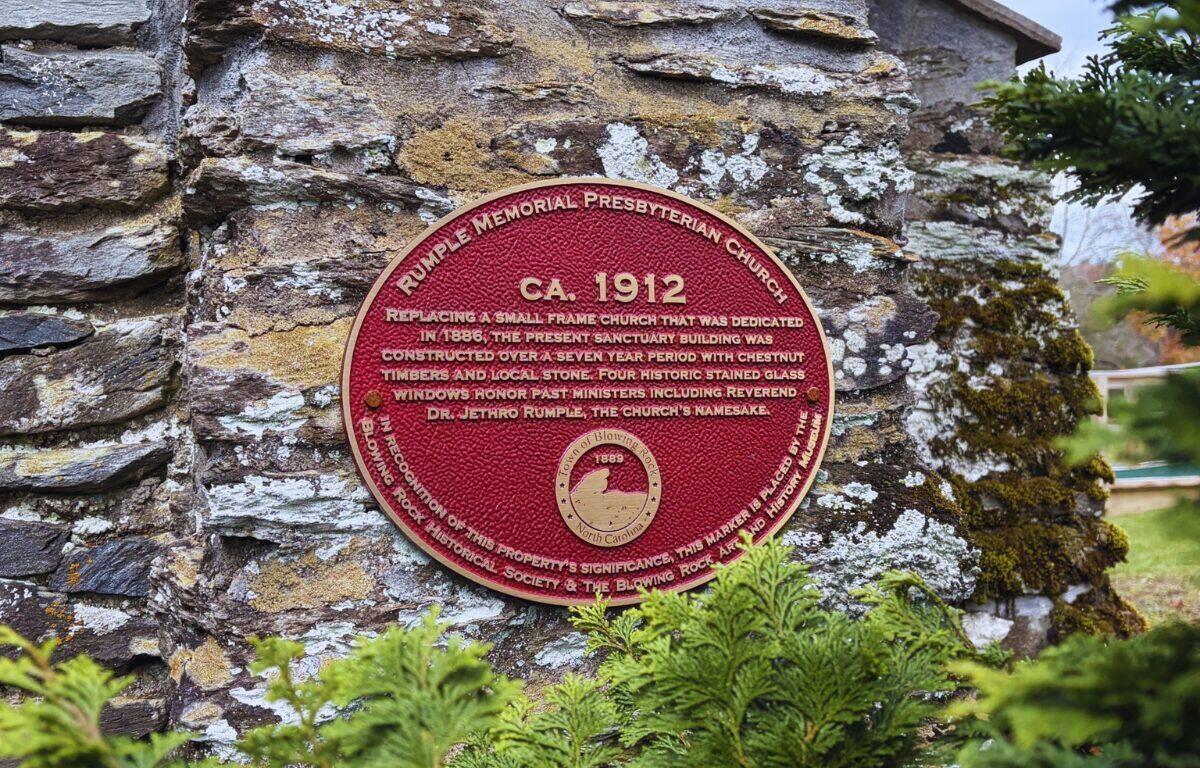 RUMPLE MEMORIAL PRESBYTERIAN CHURCH
CA. 1912
REPLACING A SMALL FRAME CHURCH THAT WAS DEDICATED
IN 1886, THE PRESENT SANCTUARY BUILDING WAS
CONSTRUCTED OVER A SEVEN YEAR PERIOD WITH CHESTNUT
TIMBERS AND LOCAL STONE. FOUR HISTORIC STAINED GLASS
WINDOWS HONOR PAST MINISTERS INCLUDING REVEREND
DR. JETHRO RUMPLE, THE CHURCH'S NAMESAKE.
Town of Blowing Rock
1889
North Carolina
IN RECOGNITION OF THIS PROPERTY'S SIGNIFICANCE, THIS MARKER IS PLACED BY THE
BLOWING ROCK HISTORICAL SOCIETY & THE BLOWING ROCK ART AND HISTORY MUSEUM